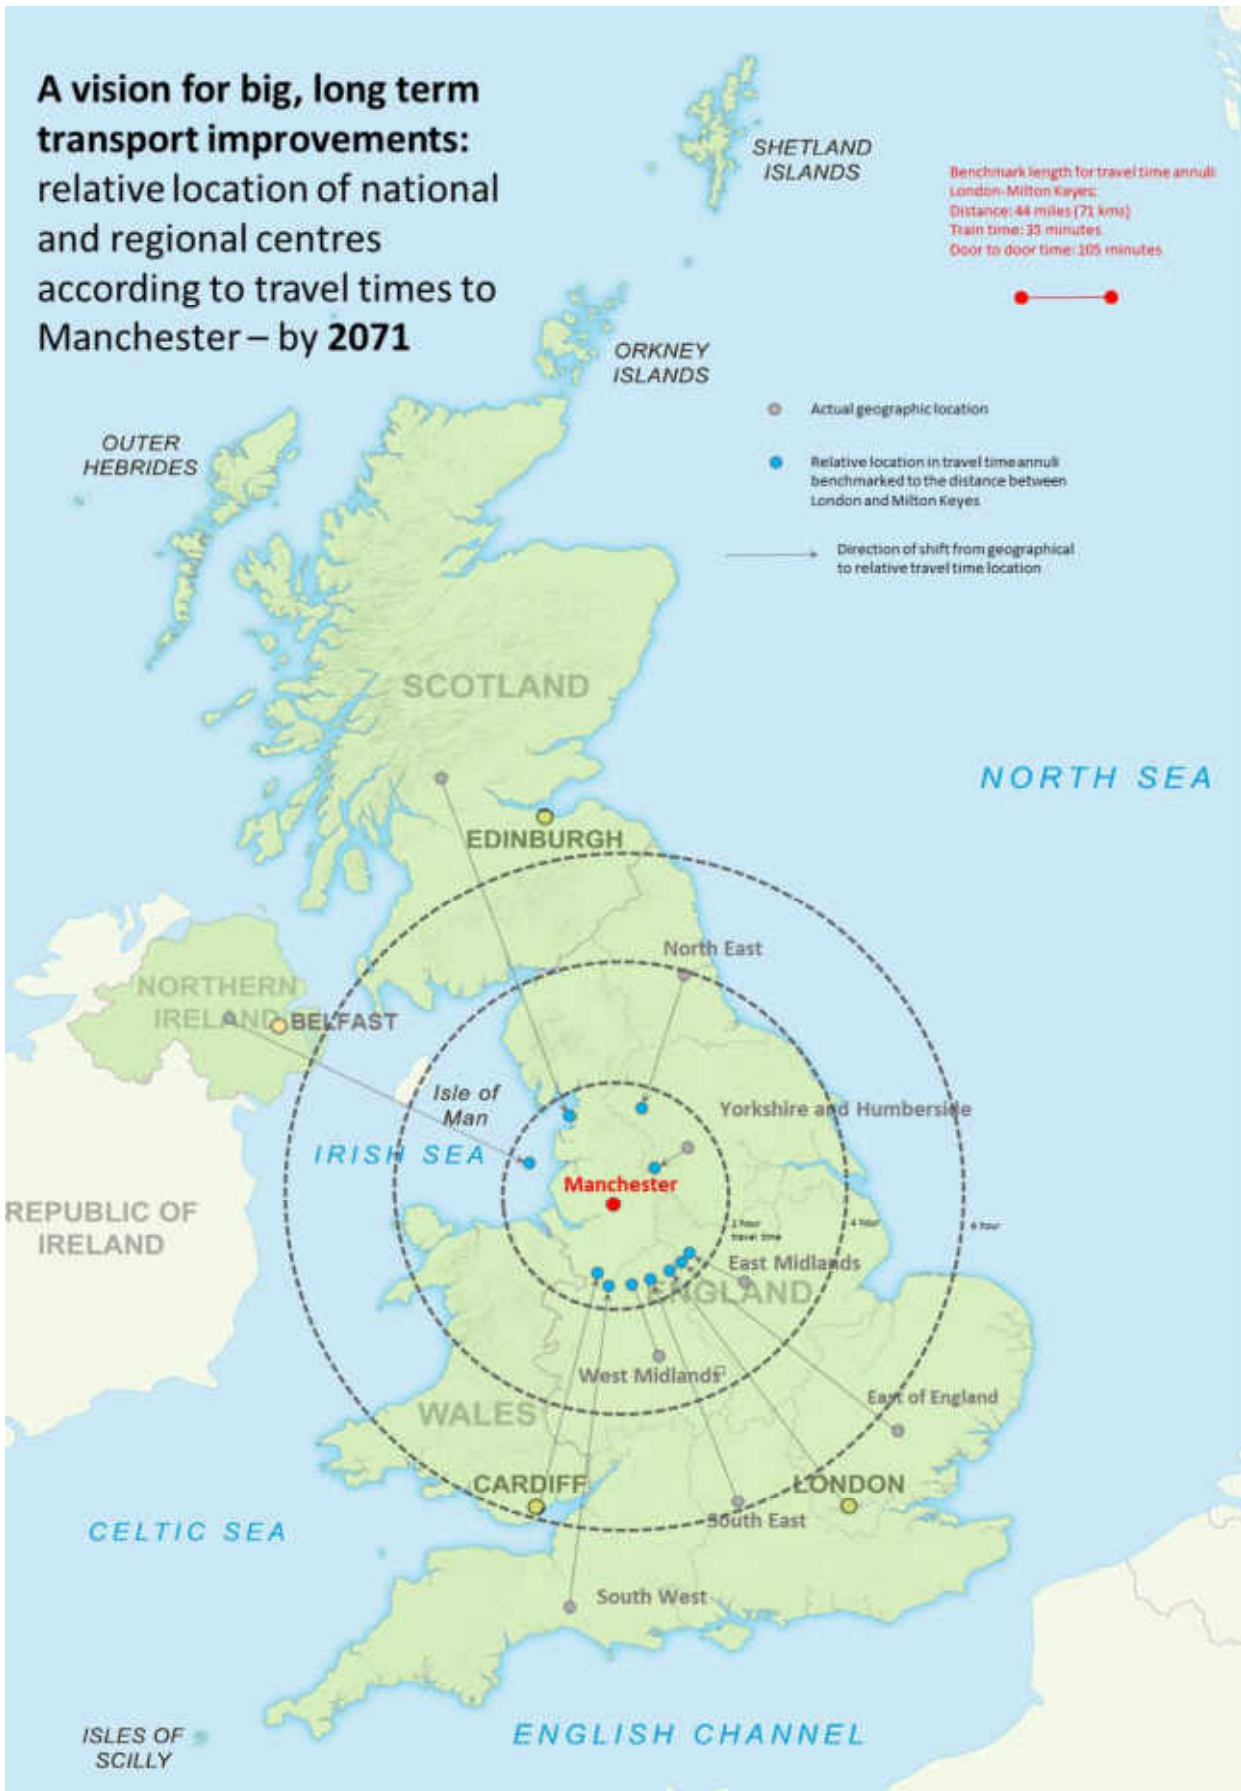 A vision for big, long term
transport improvements:
relative location of national
and regional centres
according to travel times to
Manchester – by 2071
SHETLAND
ISLANDS
Benchmark length for travel time annuli
London-Milton Keyes:
Distance: 44 miles (71 kms)
Train time: 35 minutes
Door to door time: 105 minutes
ORKNEY
ISLANDS
Actual geographic location
OUTER
HEBRIDES
Relative location in travel time annuli
benchmarked to the distance between
London and Milton Keyes
Direction of shift from geographical
to relative travel time location
SCOTLAND
NORTH SEA
EDINBURGH
North East
NORTHERN
IRELAND
BELFAST
Isle of
Man
Yorkshire and Humberside
IRISH SEA
Manchester
REPUBLIC OF
IRELAND
2 hour
travel time
4 hour
6 hour
East Midlands
ENGLAND
West Midlands
East of England
WALES
CARDIFF
LONDON
South East
CELTIC SEA
South West
ISLES OF
SCILLY
ENGLISH CHANNEL